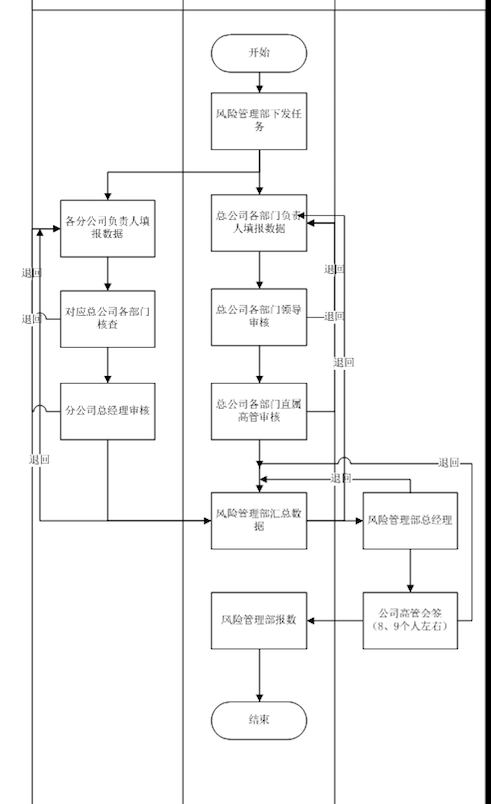 开始
风险管理部下发任
务
各分公司负责人填
报数据
总公司各部门负责
人填报数据
退回
退回
对应总公司各部门
核查
总公司各部门领导
审核
退回
退回
退回
分公司总经理审核
总公司各部门直属
高管审核
退回
退回
退回
风险管理部汇总数
据
风险管理部总经理
风险管理部报数
公司高管会签
（8、9个人左右）
结束